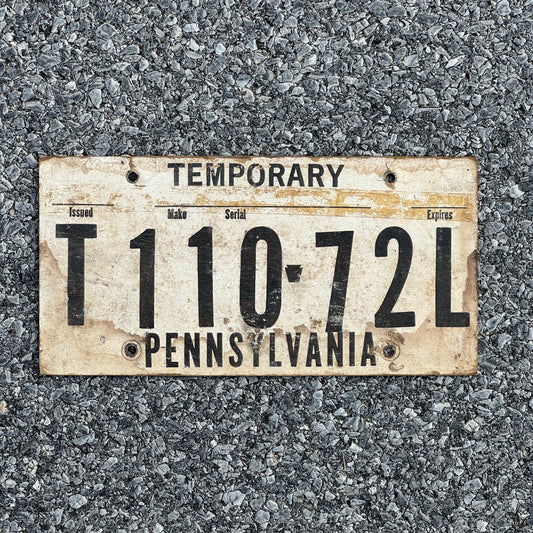 TEMPORARY
Issued Make Serial Expires
T110-72L
PENNSYLVANIA